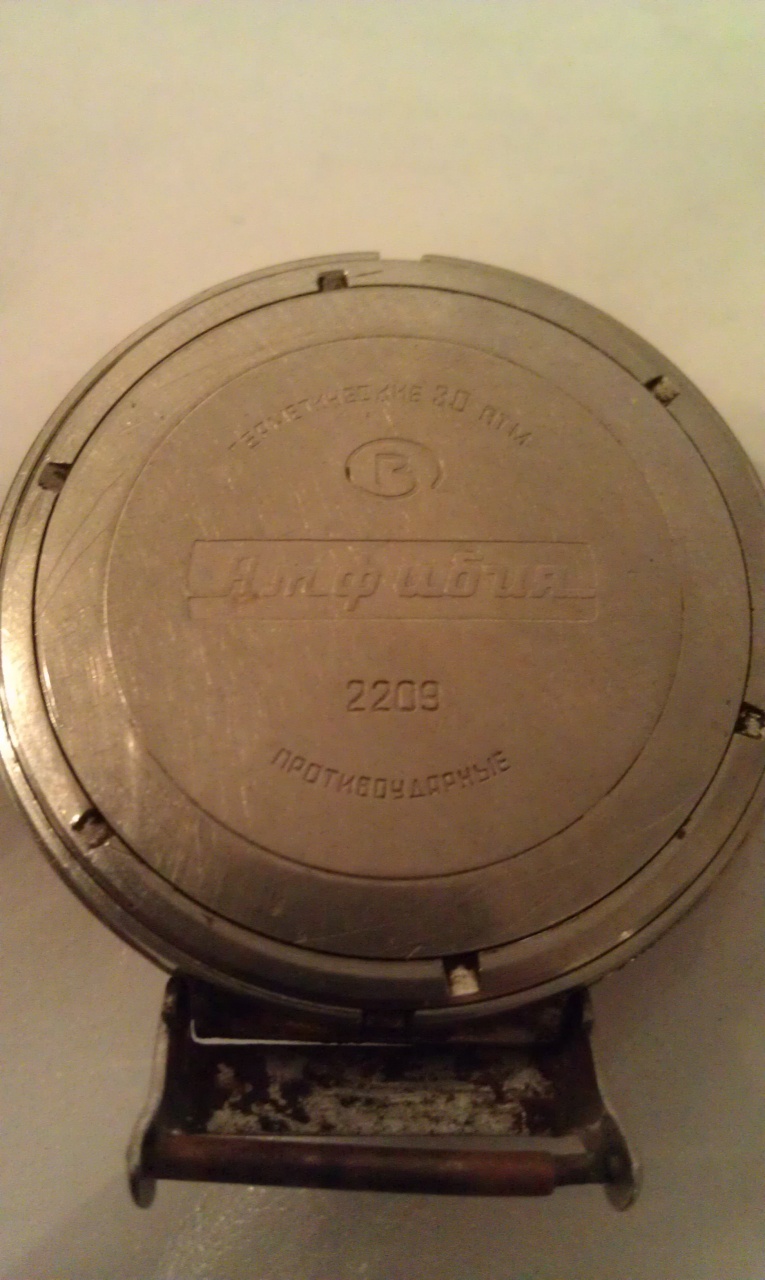 ГЕРМЕТИЧЕСКИЕ 30 АТМ
В
Амфибия
2209
ПРОТИВОУДАРНЫЕ